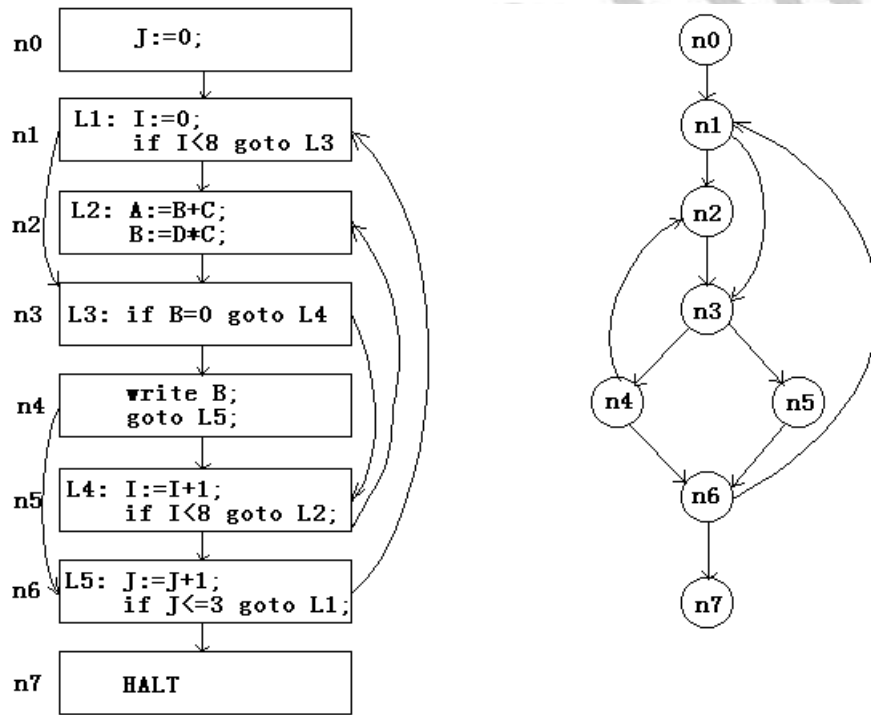 n0
J:=0;
n1
L1: I:=0;
if I<8 goto L3
n2
L2: A:=B+C;
B:=D*C;
n3
L3: if B=0 goto L4
n4
write B;
goto L5;
n5
L4: I:=I+1;
if I<8 goto L2;
n6
L5: J:=J+1;
if J<=3 goto L1;
n7
HALT
n0
n1
n2
n3
n4
n5
n6
n7